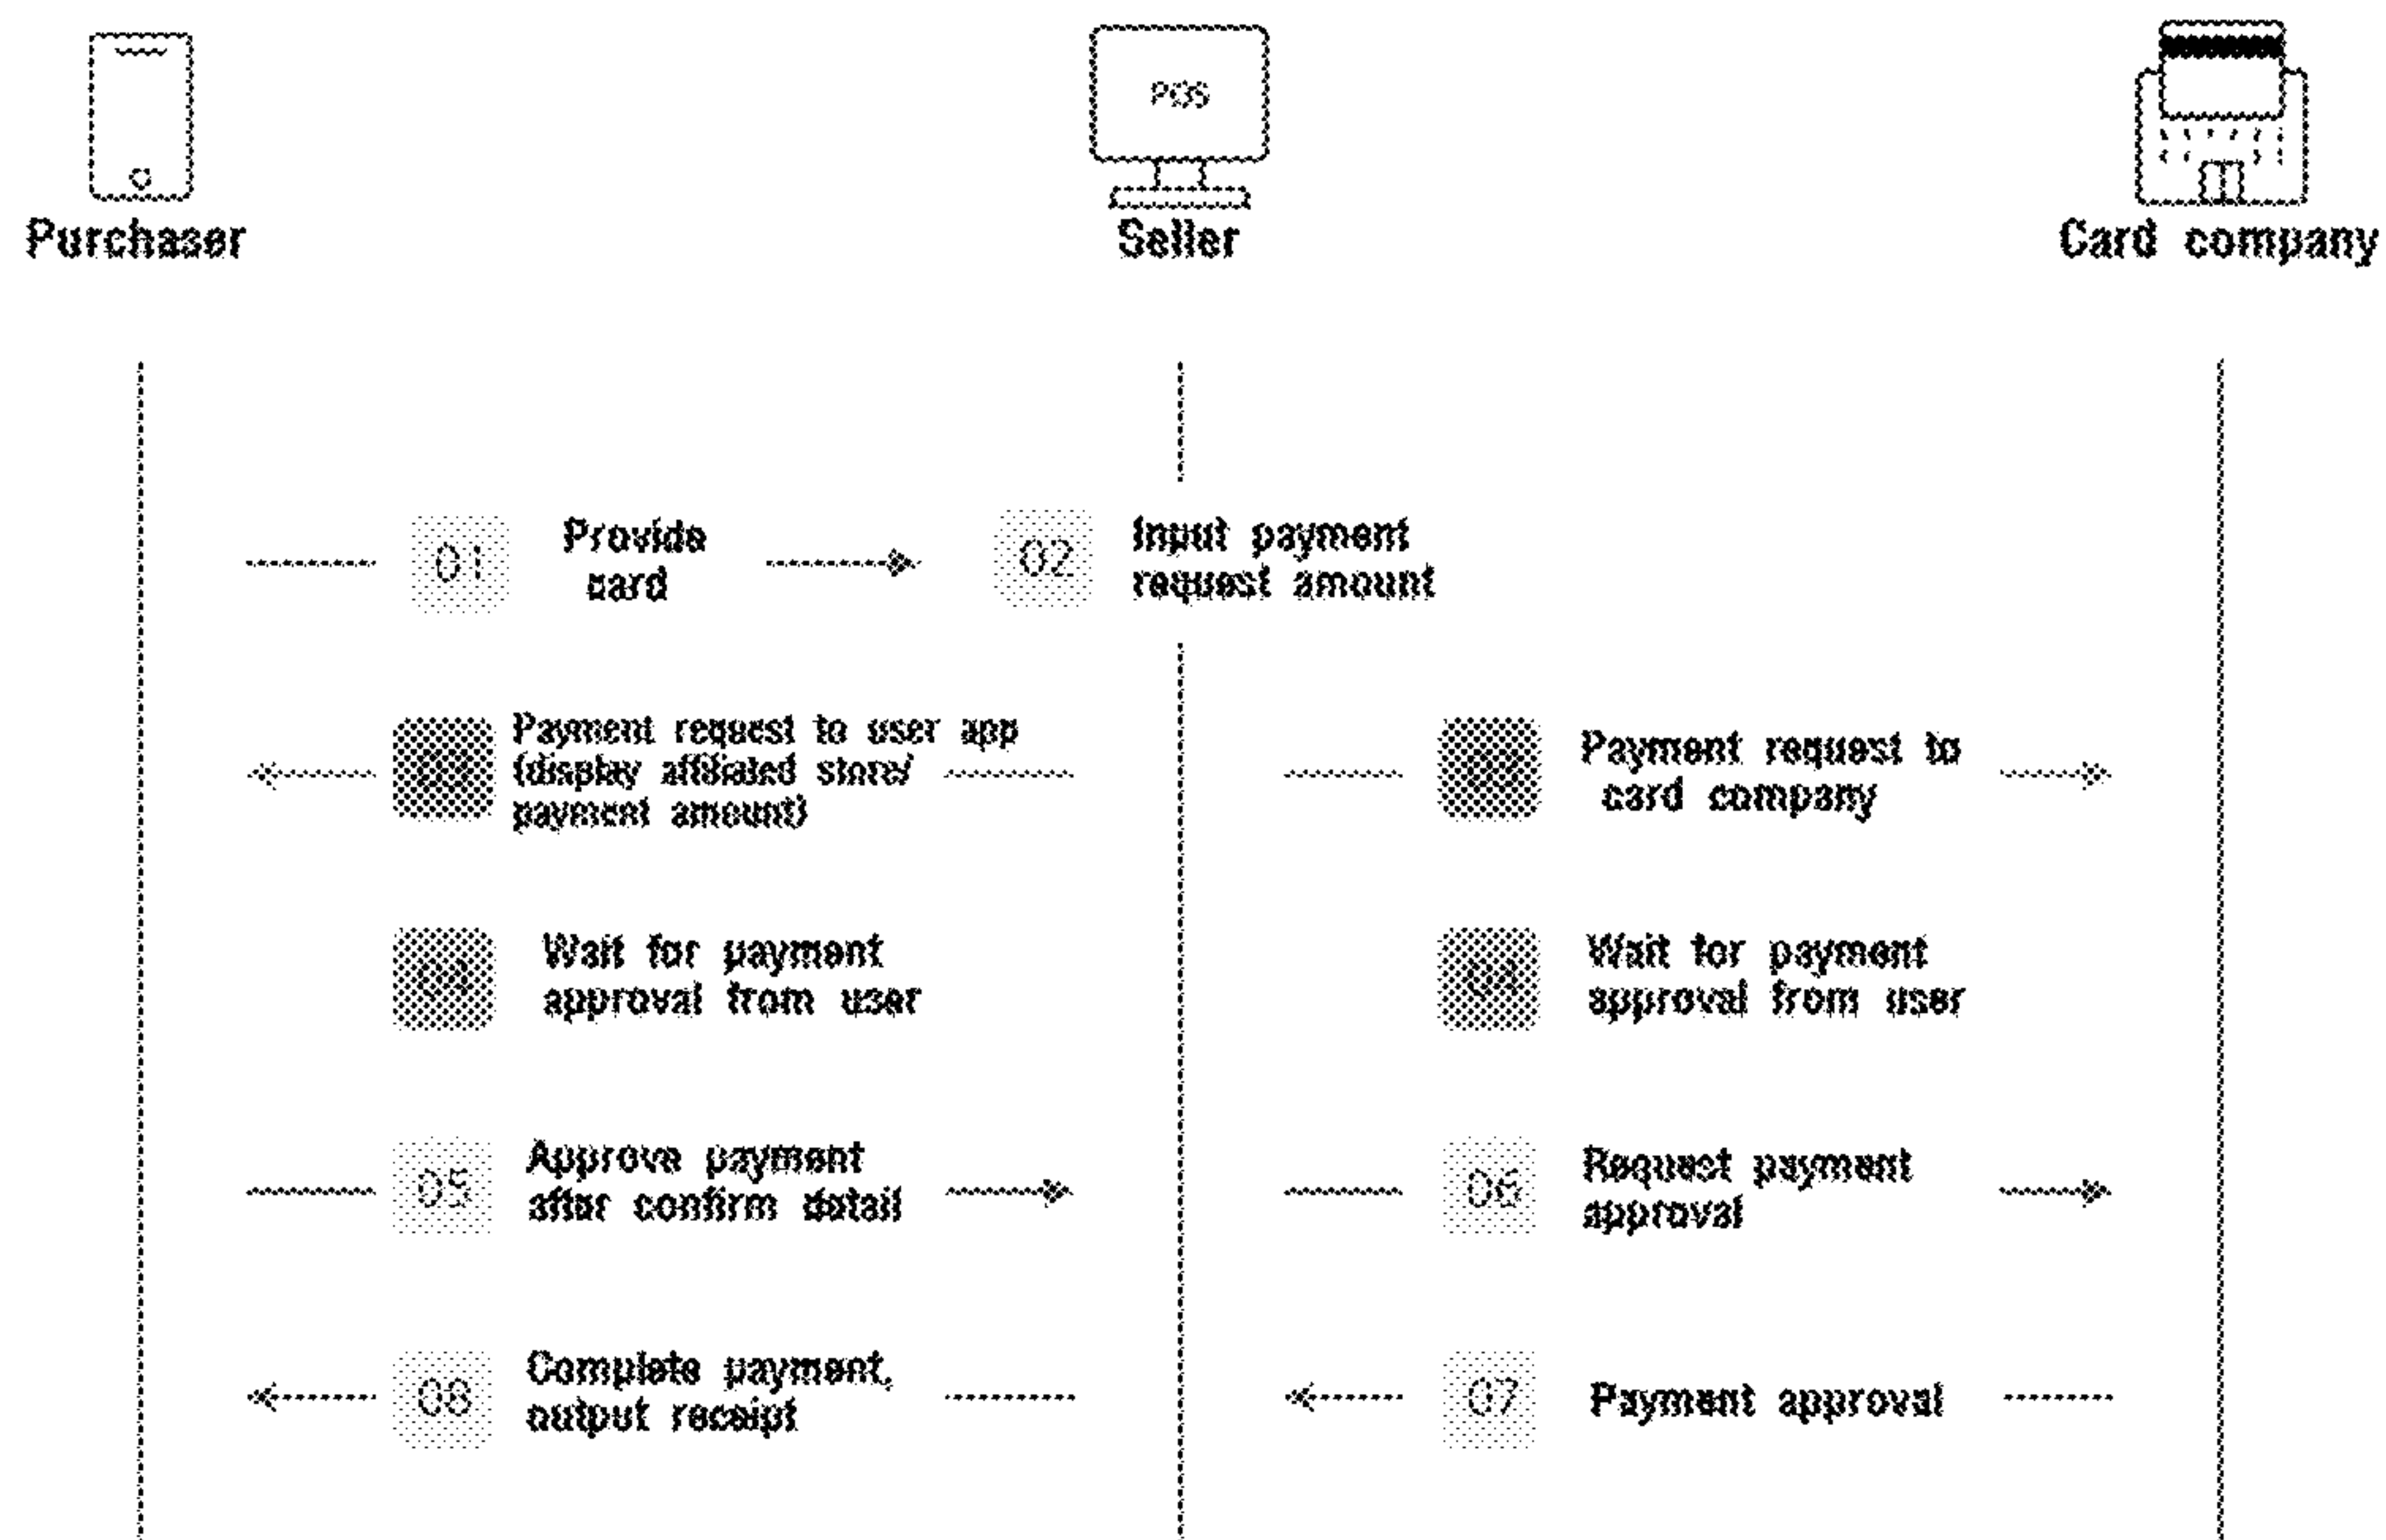 POS
Purchaser
Seller
Card company
01
Provide
card
02
Input payment
request amount
Payment request to user app
(display affiliated store/
payment amount)
03
Payment request to
card company
04
Wait for payment
approval from user
04
Wait for payment
approval from user
05
Approve payment
after confirm detail
06
Request payment
approval
08
Complete payment,
output receipt
07
Payment approval